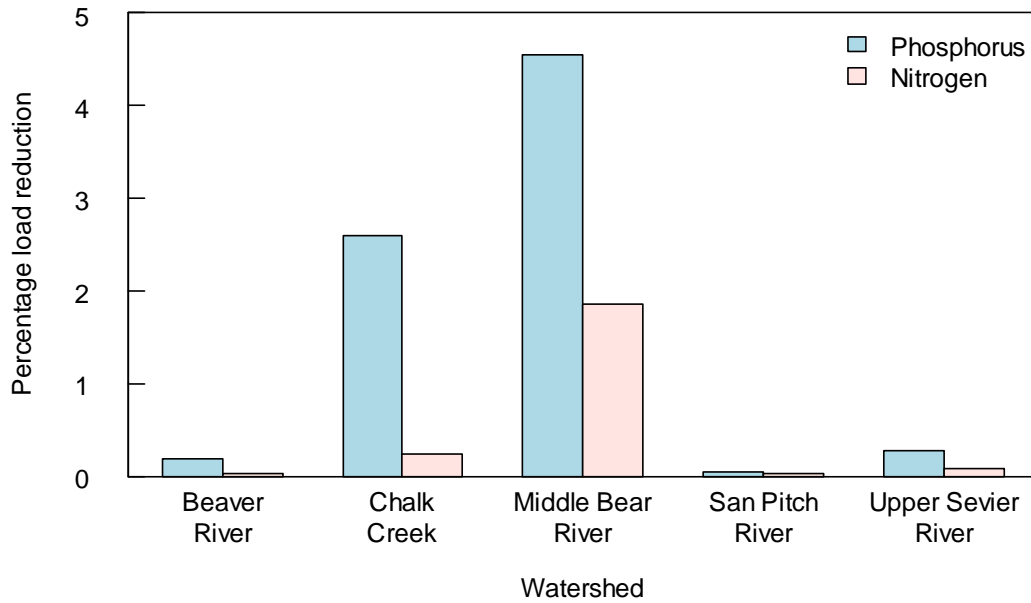 5
4
3
2
1
0
Percentage load reduction
Phosphorus
Nitrogen
Beaver
River
Chalk
Creek
Middle Bear
River
San Pitch
River
Upper Sevier
River
Watershed